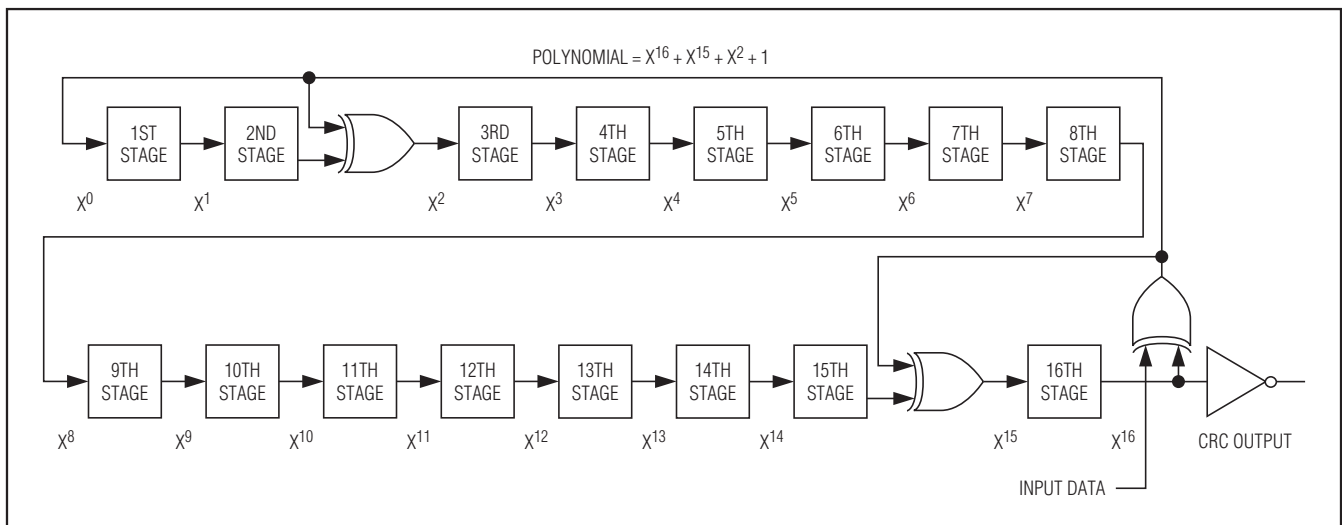 POLYNOMIAL = X16 + X15 + X2 + 1
1ST
STAGE
2ND
STAGE
3RD
STAGE
4TH
STAGE
5TH
STAGE
6TH
STAGE
7TH
STAGE
8TH
STAGE
X0
X1
X2
X3
X4
X5
X6
X7
9TH
STAGE
10TH
STAGE
11TH
STAGE
12TH
STAGE
13TH
STAGE
14TH
STAGE
15TH
STAGE
16TH
STAGE
X8
X9
X10
X11
X12
X13
X14
X15
X16
CRC OUTPUT
INPUT DATA